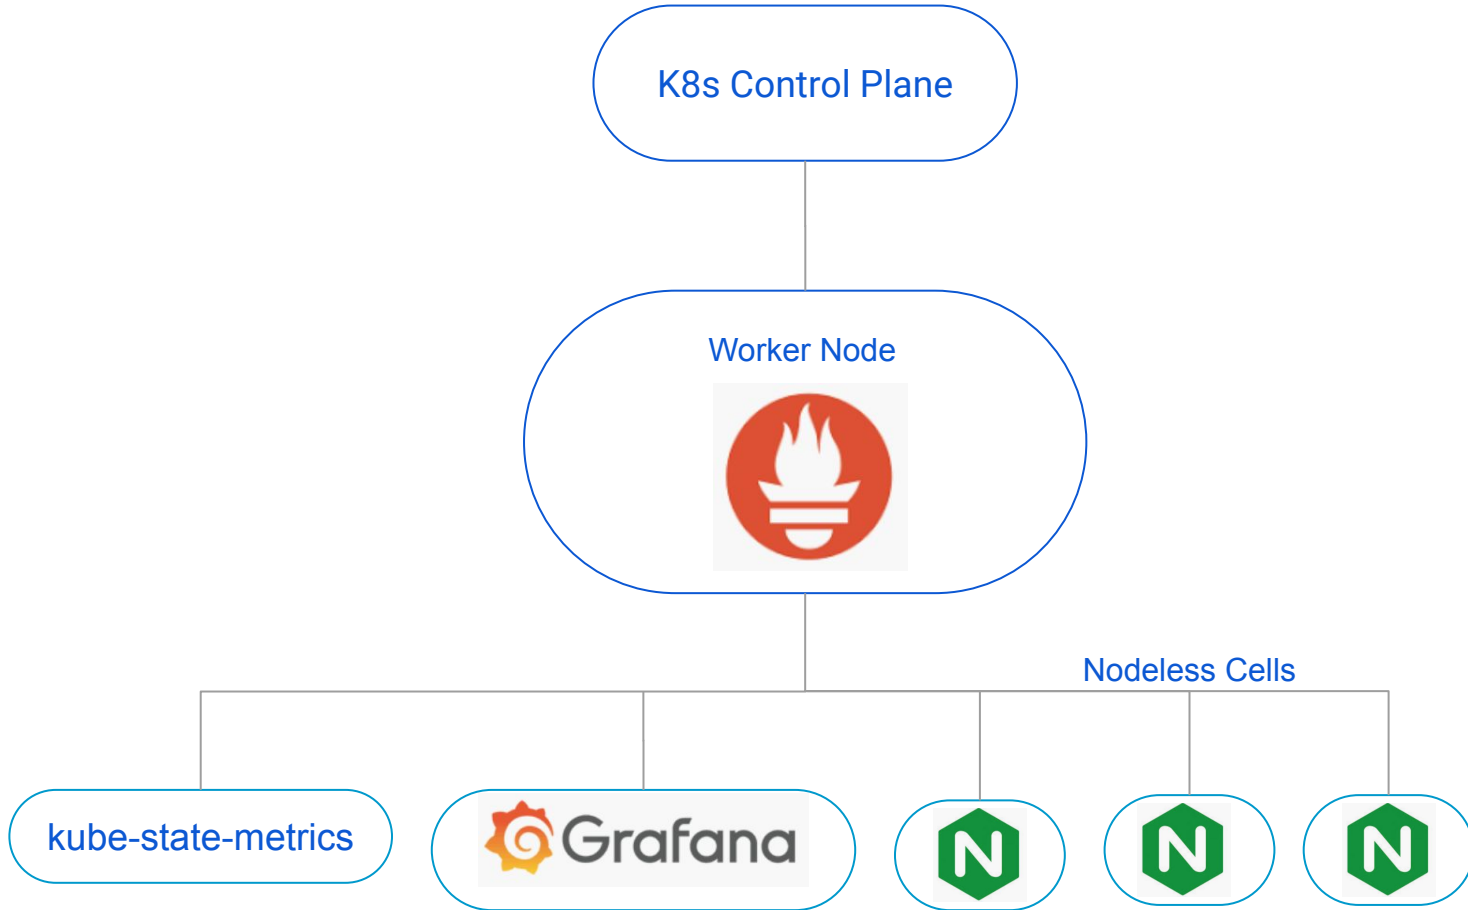 K8s Control Plane
Worker Node
Nodeless Cells
kube-state-metrics
Grafana
N
N
N